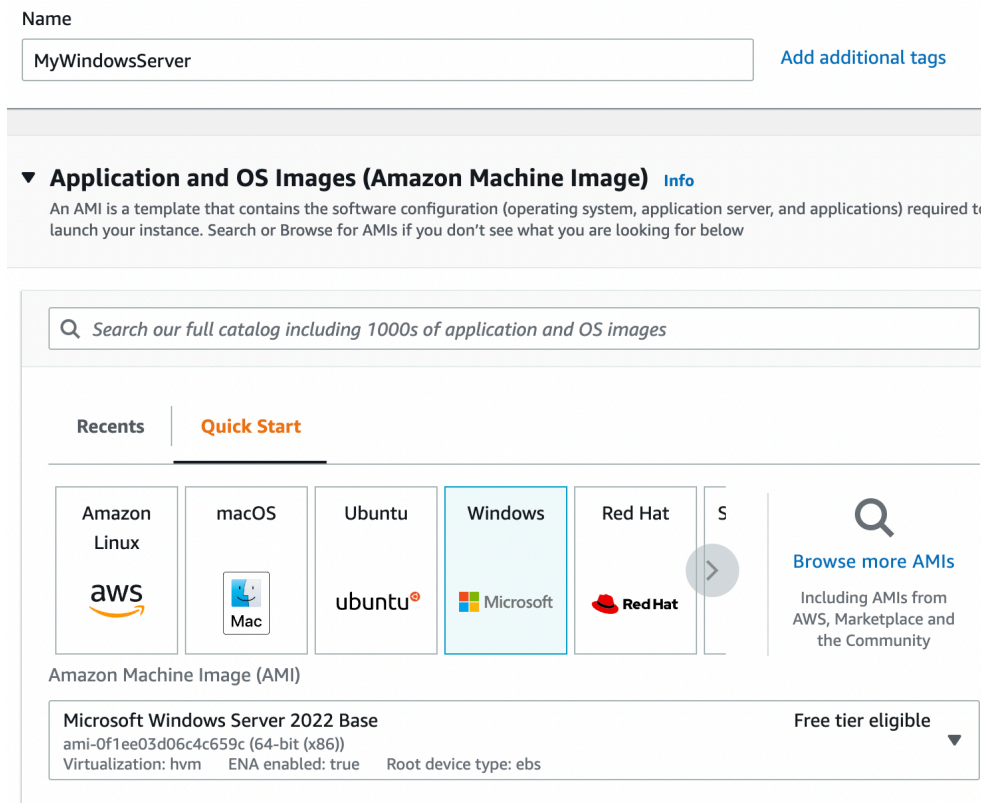 Name
MyWindowsServer
Add additional tags
Application and OS Images (Amazon Machine Image) Info
An AMI is a template that contains the software configuration (operating system, application server, and applications) required
launch your instance. Search or Browse for AMIs if you don't see what you are looking for below
Search our full catalog including 1000s of application and OS images
Recents
Quick Start
Amazon
Linux
aws
macOS
Mac
Ubuntu
ubuntu
Windows
Microsoft
Red Hat
Red Hat
S
Browse more AMIs
Including AMIs from
AWS, Marketplace and
the Community
Amazon Machine Image (AMI)
Microsoft Windows Server 2022 Base
Free tier eligible
ami-0f1ee03d06c4c659c (64-bit (x86))
Virtualization: hvm ENA enabled: true Root device type: ebs